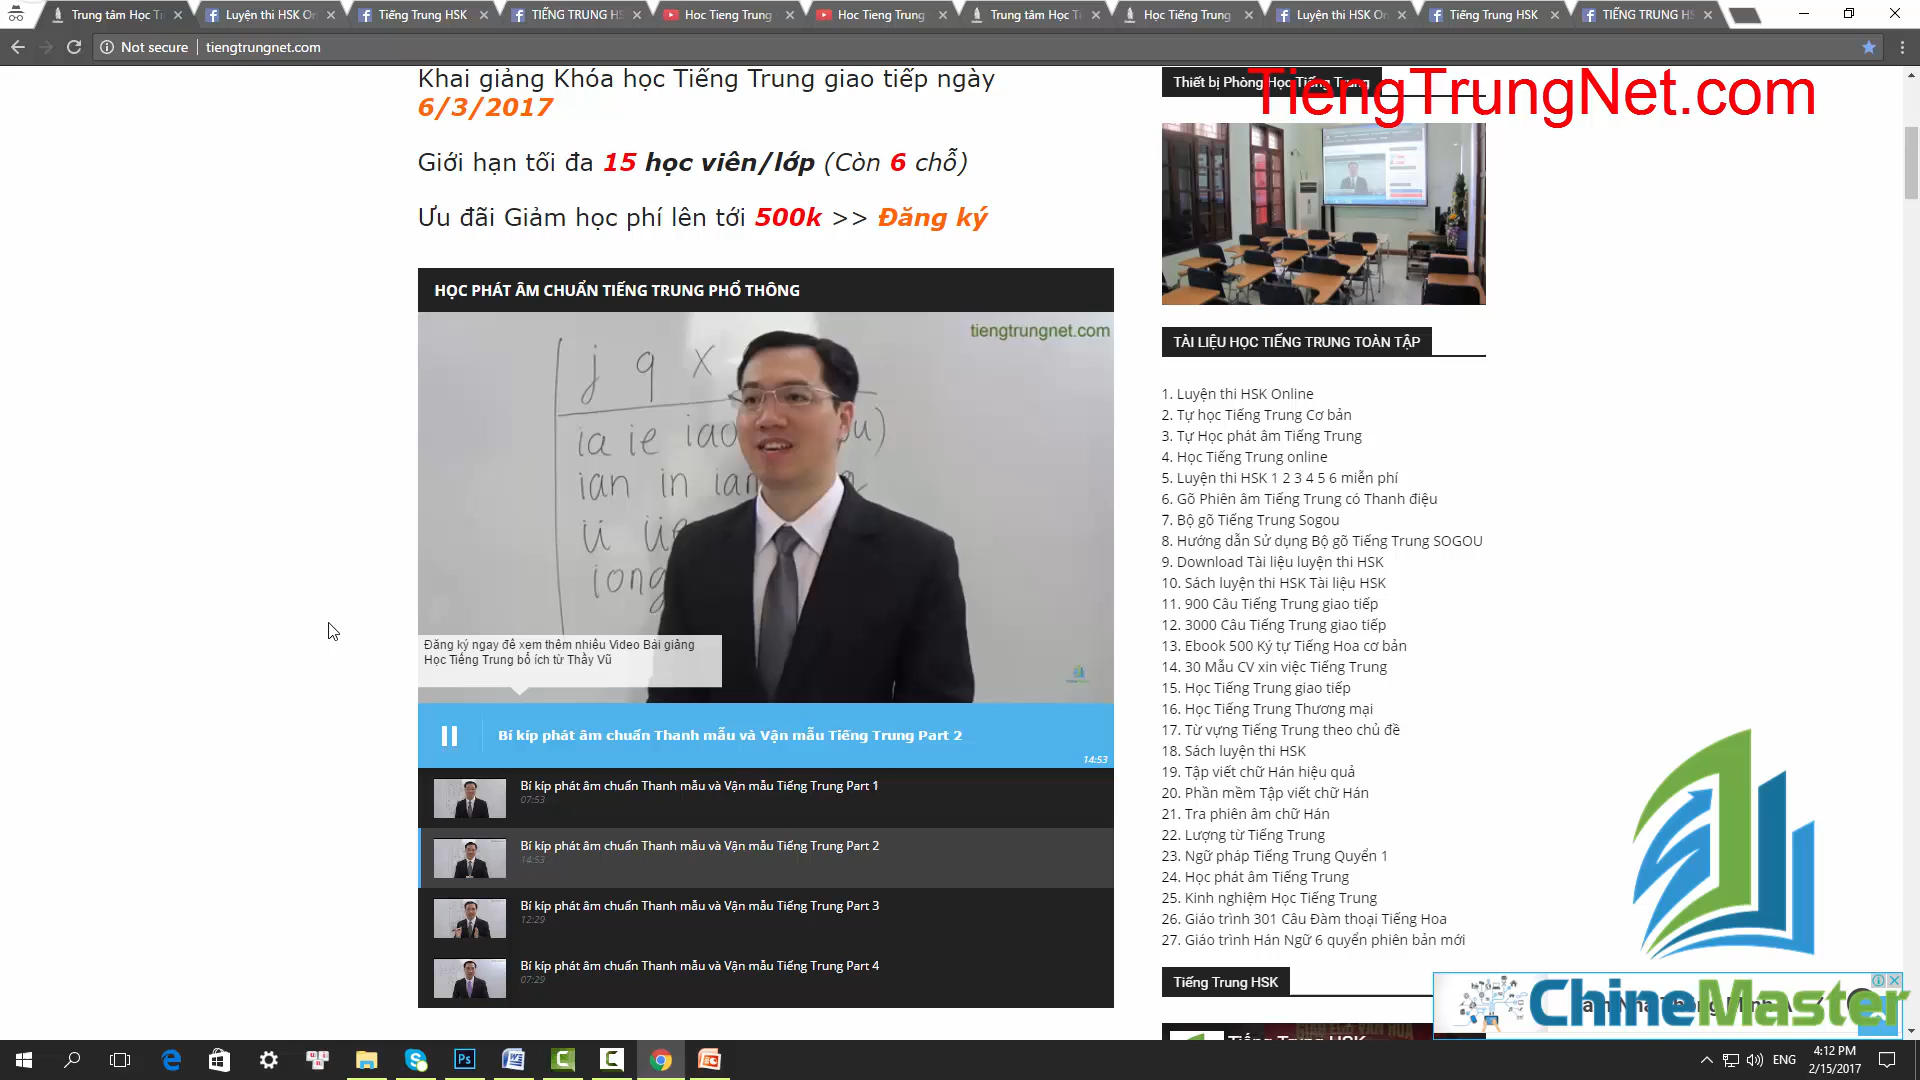 Trung tâm Học T
Luyện thi HSK On
Tiếng Trung HSK
TIẾNG TRUNG HS
Hoc Tieng Trung
Hoc Tieng Trung
Trung tâm Học T
Học Tiếng Trung
Luyện thi HSK On
Tiếng Trung HSK
TIẾNG TRUNG HS
Not secure
tiengtrungnet.com
Khai giảng Khóa học Tiếng Trung giao tiếp ngày
6/3/2017
Giới hạn tối đa 15 học viên/lớp (Còn 6 chỗ)
Ưu đãi Giảm học phí lên tới 500k >> Đăng ký
HỌC PHÁT ÂM CHUẨN TIẾNG TRUNG PHỔ THÔNG
tiengtrungnet.com
j q x
ia ie iao
ian in ian
ü üe
iong
Đăng ký ngay để xem thêm nhiều Video Bài giảng
Học Tiếng Trung bổ ích từ Thầy Vũ
Bí kíp phát âm chuẩn Thanh mẫu và Vận mẫu Tiếng Trung Part 2
14:53
Bí kíp phát âm chuẩn Thanh mẫu và Vận mẫu Tiếng Trung Part 1
07:53
Bí kíp phát âm chuẩn Thanh mẫu và Vận mẫu Tiếng Trung Part 2
14:53
Bí kíp phát âm chuẩn Thanh mẫu và Vận mẫu Tiếng Trung Part 3
12:29
Bí kíp phát âm chuẩn Thanh mẫu và Vận mẫu Tiếng Trung Part 4
07:29
Thiết bị Phòng Học Tiếng Trung
TiengTrungNet.com
TÀI LIỆU HỌC TIẾNG TRUNG TOÀN TẬP
1. Luyện thi HSK Online
2. Tự học Tiếng Trung Cơ bản
3. Tự Học phát âm Tiếng Trung
4. Học Tiếng Trung online
5. Luyện thi HSK 1 2 3 4 5 6 miễn phí
6. Gõ Phiên âm Tiếng Trung có Thanh điệu
7. Bộ gõ Tiếng Trung Sogou
8. Hướng dẫn Sử dụng Bộ gõ Tiếng Trung SOGOU
9. Download Tài liệu luyện thi HSK
10. Sách luyện thi HSK Tài liệu HSK
11. 900 Câu Tiếng Trung giao tiếp
12. 3000 Câu Tiếng Trung giao tiếp
13. Ebook 500 Ký tự Tiếng Hoa cơ bản
14. 30 Mẫu CV xin việc Tiếng Trung
15. Học Tiếng Trung giao tiếp
16. Học Tiếng Trung Thương mại
17. Từ vựng Tiếng Trung theo chủ đề
18. Sách luyện thi HSK
19. Tập viết chữ Hán hiệu quả
20. Phần mềm Tập viết chữ Hán
21. Tra phiên âm chữ Hán
22. Lượng từ Tiếng Trung
23. Ngữ pháp Tiếng Trung Quyển 1
24. Học phát âm Tiếng Trung
25. Kinh nghiệm Học Tiếng Trung
26. Giáo trình 301 Câu Đàm thoại Tiếng Hoa
27. Giáo trình Hán Ngữ 6 quyển phiên bản mới
Tiếng Trung HSK
ChineMaster
ENG
4:12 PM
2/15/2017